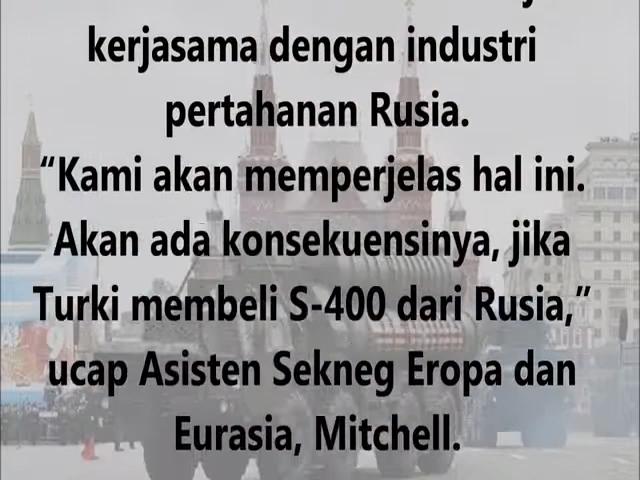 kerjasama dengan industri
pertahanan Rusia.
“Kami akan memperjelas hal ini.
Akan ada konsekuensinya, jika
Turki membeli S-400 dari Rusia,”
ucap Asisten Sekneg Eropa dan
Eurasia, Mitchell.